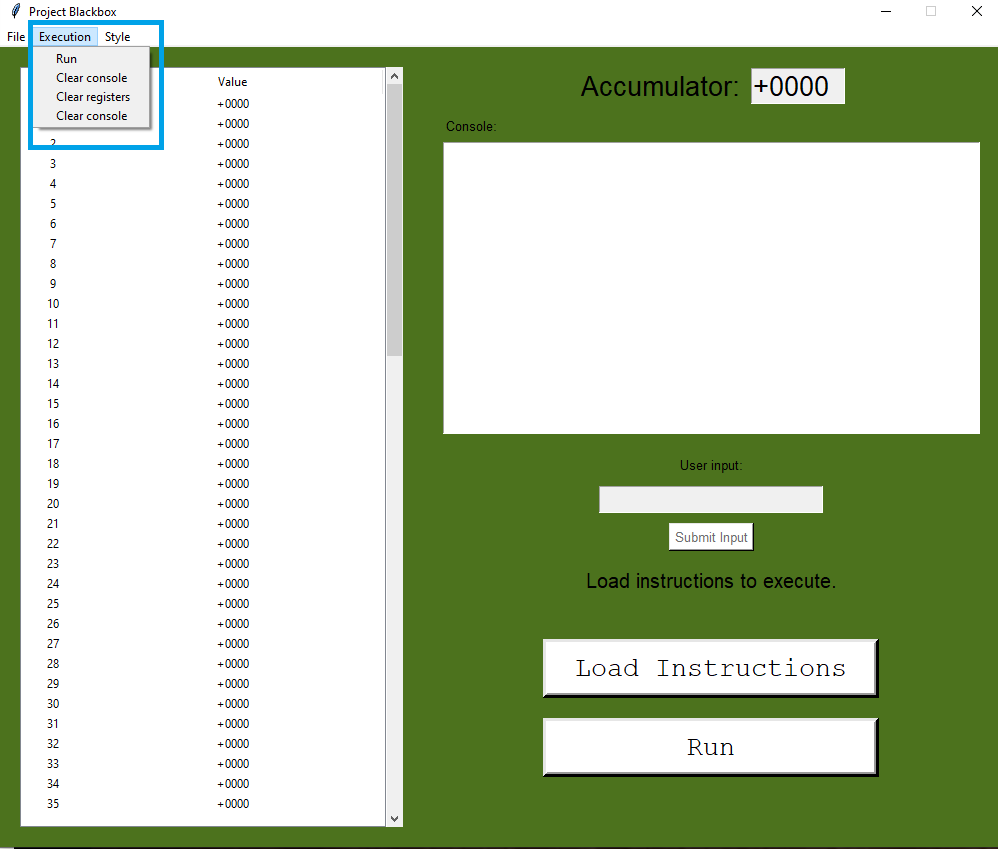 Project Blackbox
File Execution Style
Run
Clear console
Clear registers
Clear console
Value
+0000
+0000
2 +0000
3 +0000
4 +0000
5 +0000
6 +0000
7 +0000
8 +0000
9 +0000
10 +0000
11 +0000
12 +0000
13 +0000
14 +0000
15 +0000
16 +0000
17 +0000
18 +0000
19 +0000
20 +0000
21 +0000
22 +0000
23 +0000
24 +0000
25 +0000
26 +0000
27 +0000
28 +0000
29 +0000
30 +0000
31 +0000
32 +0000
33 +0000
34 +0000
35 +0000
Accumulator: +0000
Console:
User input:
Submit Input
Load instructions to execute.
Load Instructions
Run